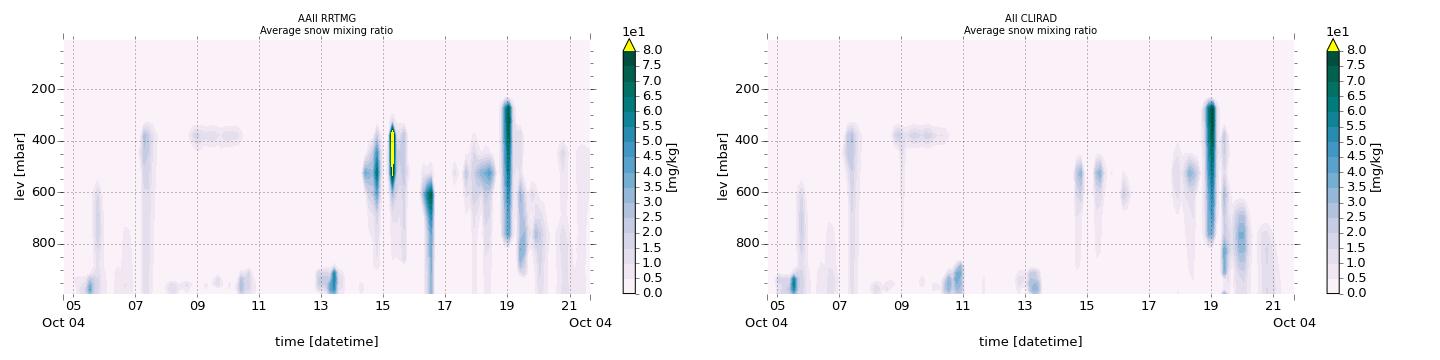 AAll RRTMG
Average snow mixing ratio
1e1
8.0
7.5
7.0
6.5
6.0
5.5
5.0
4.5
4.0
3.5
3.0
2.5
2.0
1.5
1.0
0.5
0.0
[mg/kg]
lev [mbar]
200
400
600
800
05 07 09 11 13 15 17 19 21
Oct 04 Oct 04
time [datetime]
All CLIRAD
Average snow mixing ratio
1e1
8.0
7.5
7.0
6.5
6.0
5.5
5.0
4.5
4.0
3.5
3.0
2.5
2.0
1.5
1.0
0.5
0.0
[mg/kg]
lev [mbar]
200
400
600
800
05 07 09 11 13 15 17 19 21
Oct 04 Oct 04
time [datetime]